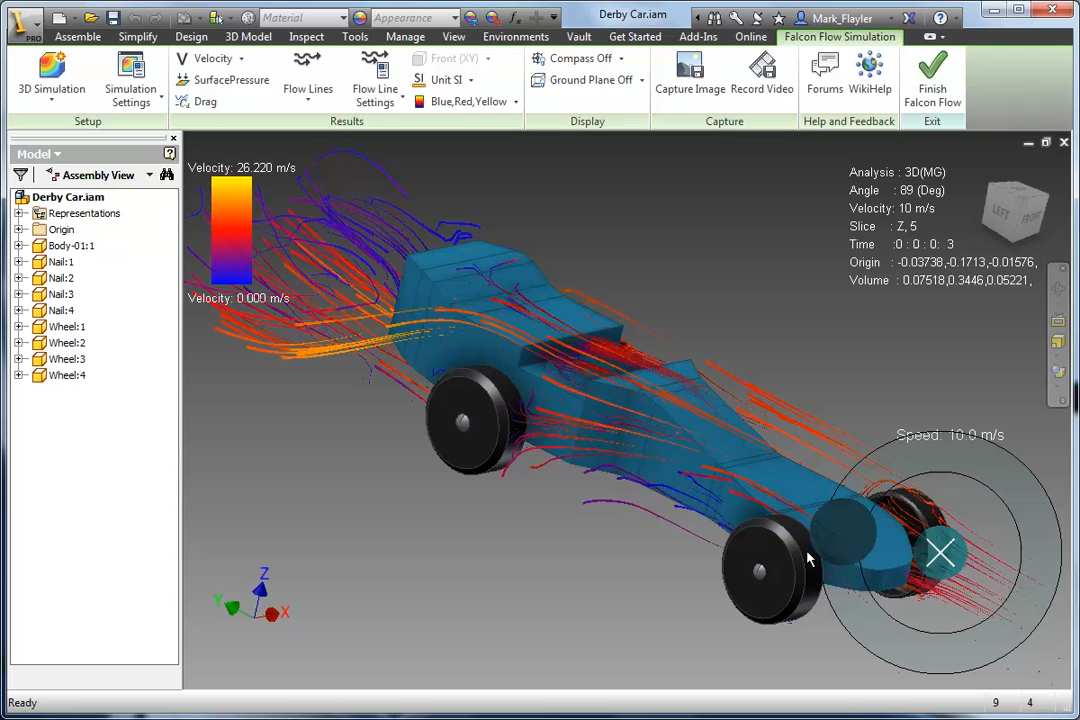 PRO
Material
Appearance
Derby Car.iam
Mark_Flayler
Assemble
Simplify
Design
3D Model
Inspect
Tools
Manage
View
Environments
Vault
Get Started
Add-Ins
Online
Falcon Flow Simulation
3D Simulation
Simulation
Settings
Setup
Velocity
SurfacePressure
Drag
Flow Lines
Flow Line
Settings
Front (XY)
Unit SI
Blue,Red,Yellow
Results
Compass Off
Ground Plane Off
Display
Capture Image
Record Video
Capture
Forums
WikiHelp
Help and Feedback
Finish
Falcon Flow
Exit
Model
Assembly View
Derby Car.iam
Representations
Origin
Body-01:1
Nail:1
Nail:2
Nail:3
Nail:4
Wheel:1
Wheel:2
Wheel:3
Wheel:4
Velocity: 26.220 m/s
Velocity: 0.000 m/s
Analysis : 3D(MG)
Angle : 89 (Deg)
Velocity: 10 m/s
Slice : Z, 5
Time :0 : 0 : 0: 3
Origin : -0.03738,-0.1713,-0.01576,
Volume : 0.07518,0.3446,0.05221,
LEFT
FRONT
Speed: 10.0 m/s
Z
Y
X
Ready
9
4